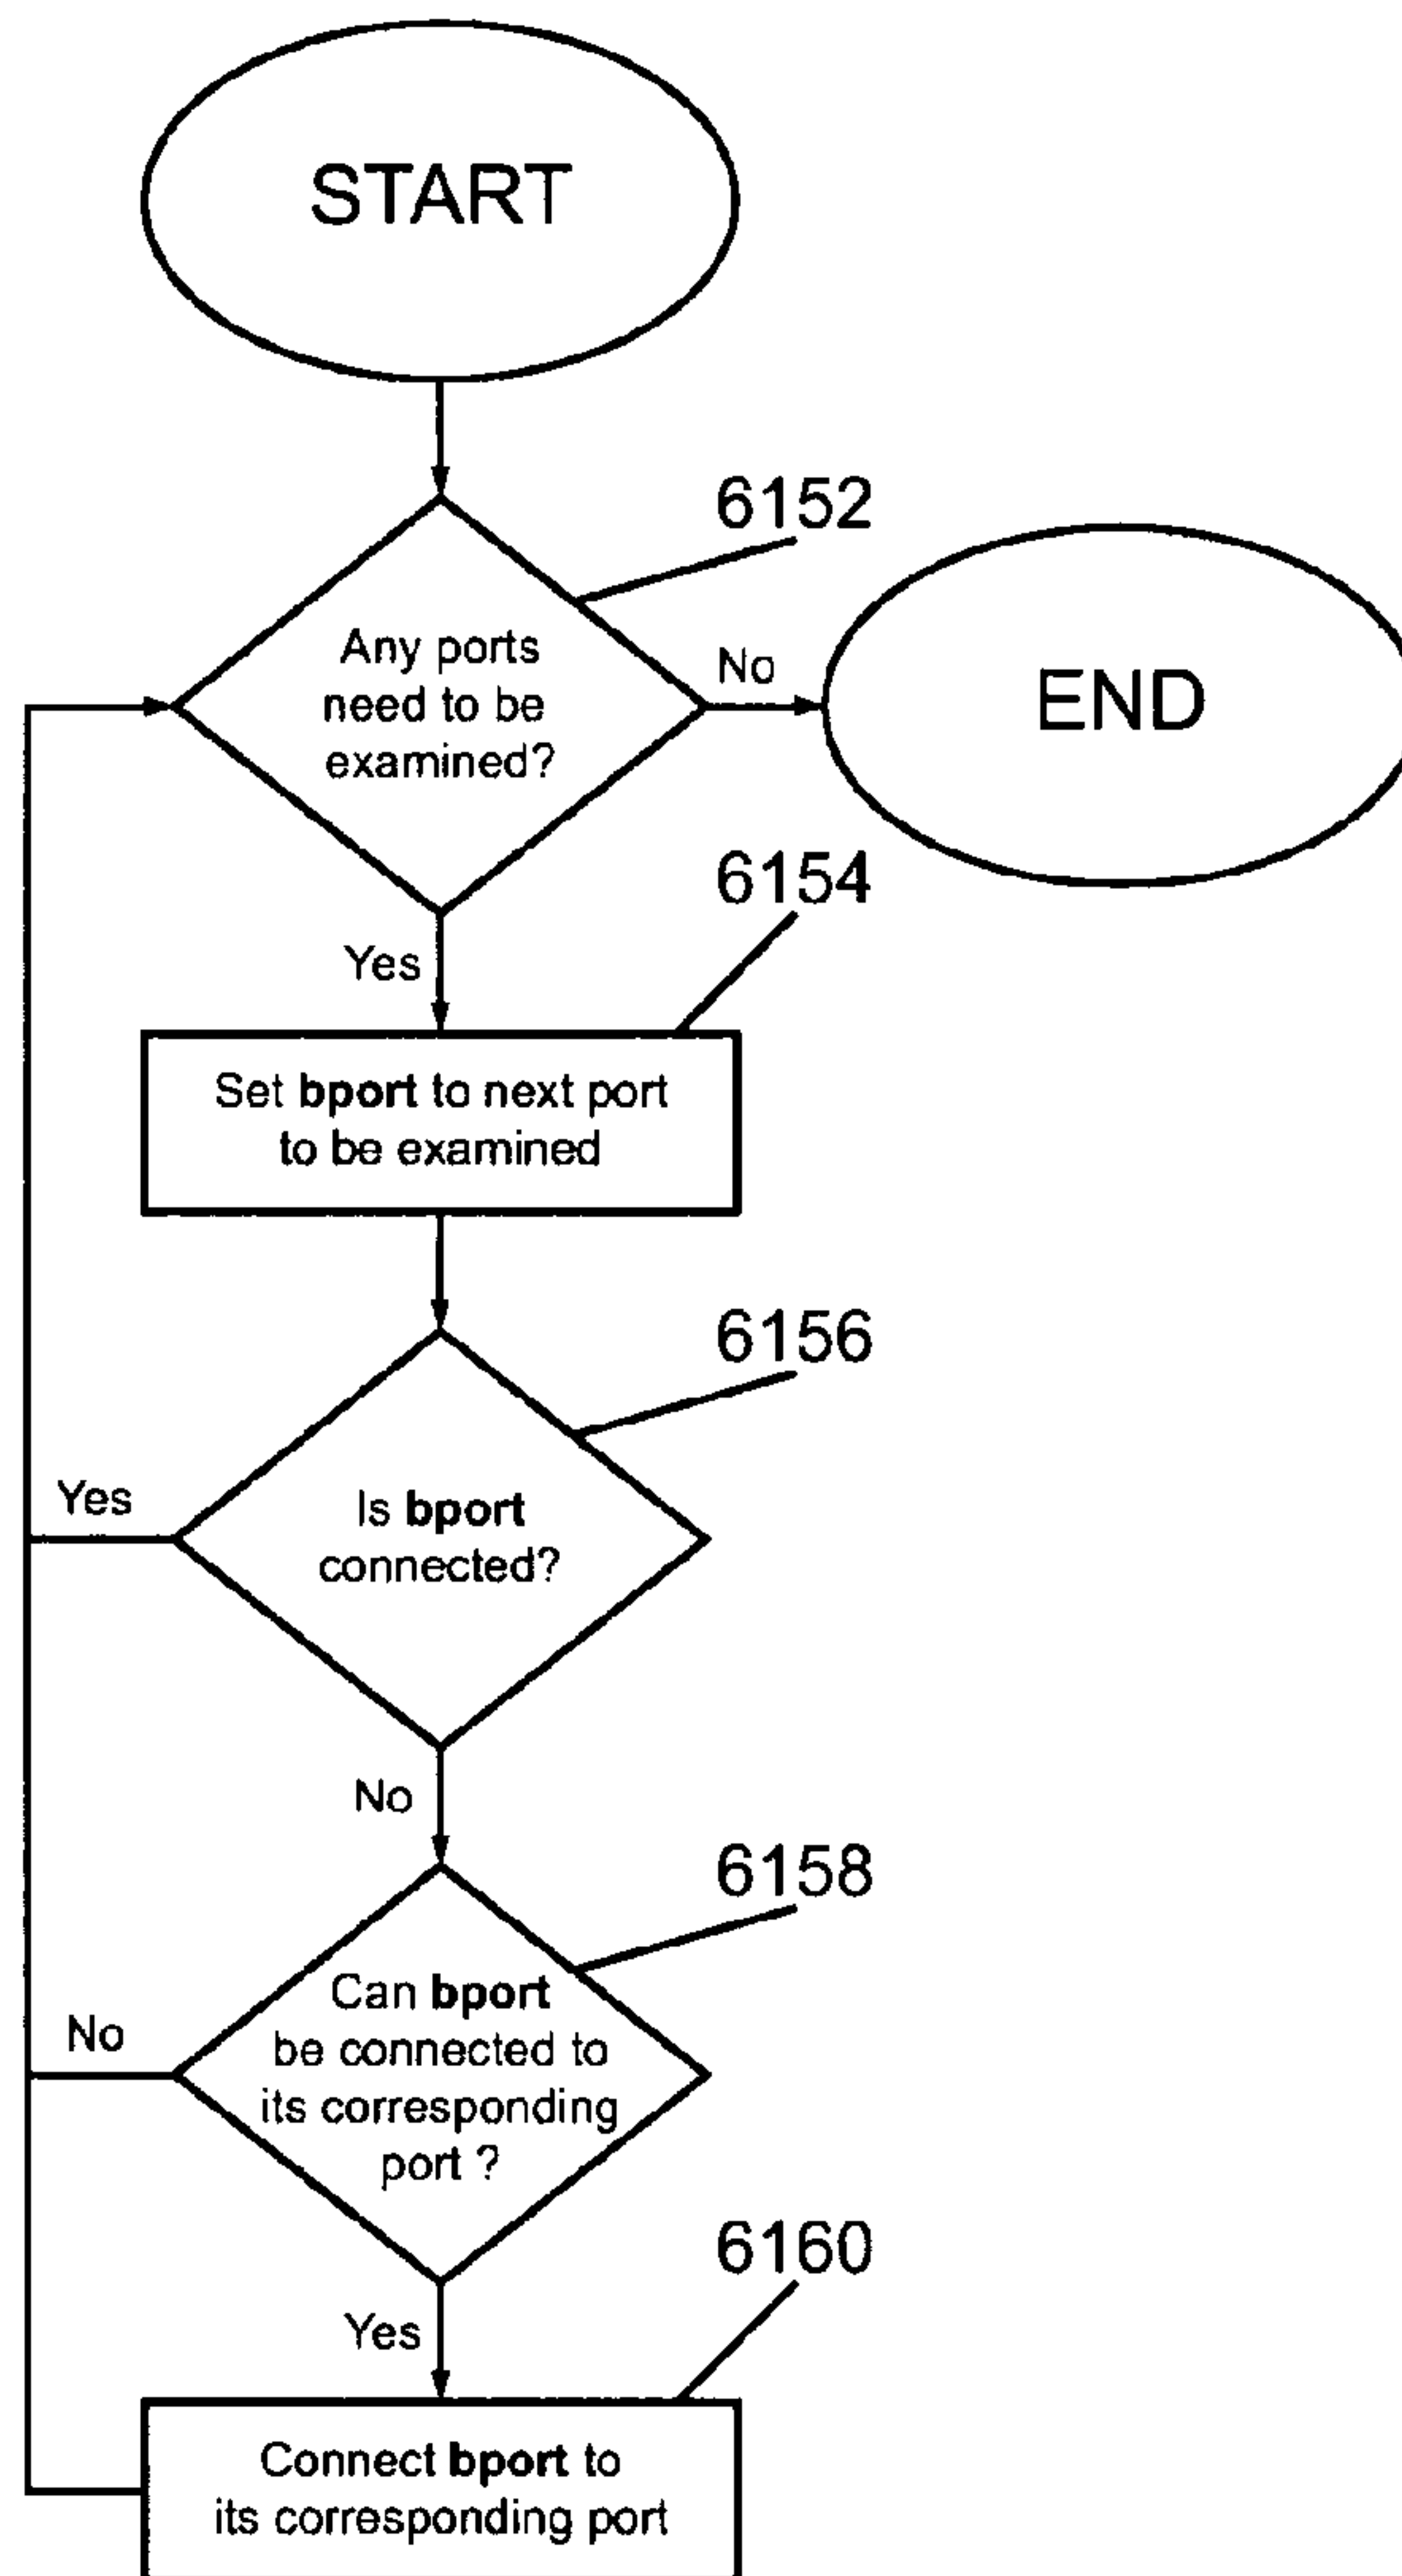 START
6152
Any ports
need to be
examined?
No
END
6154
Yes
Set bport to next port
to be examined
6156
Yes
Is bport
connected?
No
6158
Can bport
be connected to
its corresponding
port ?
No
6160
Yes
Connect bport to
its corresponding port